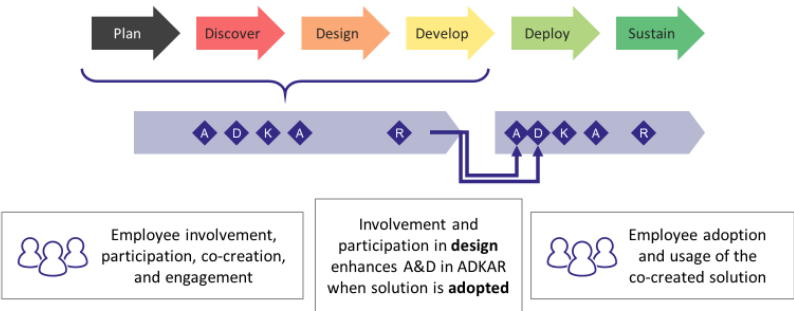 Plan
Discover
Design
Develop
Deploy
Sustain
A D K A R
A D K A R
Employee involvement,
participation, co-creation,
and engagement
Involvement and
participation in design
enhances A&D in ADKAR
when solution is adopted
Employee adoption
and usage of the
co-created solution